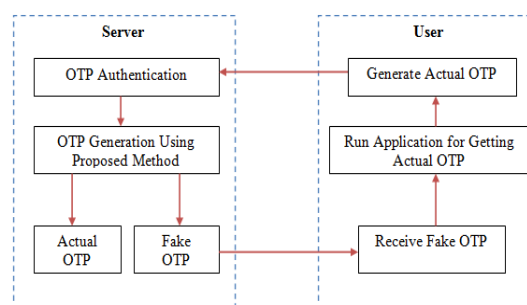 Server
OTP Authentication
OTP Generation Using
Proposed Method
Actual
OTP
Fake
OTP
User
Generate Actual OTP
Run Application for Getting
Actual OTP
Receive Fake OTP